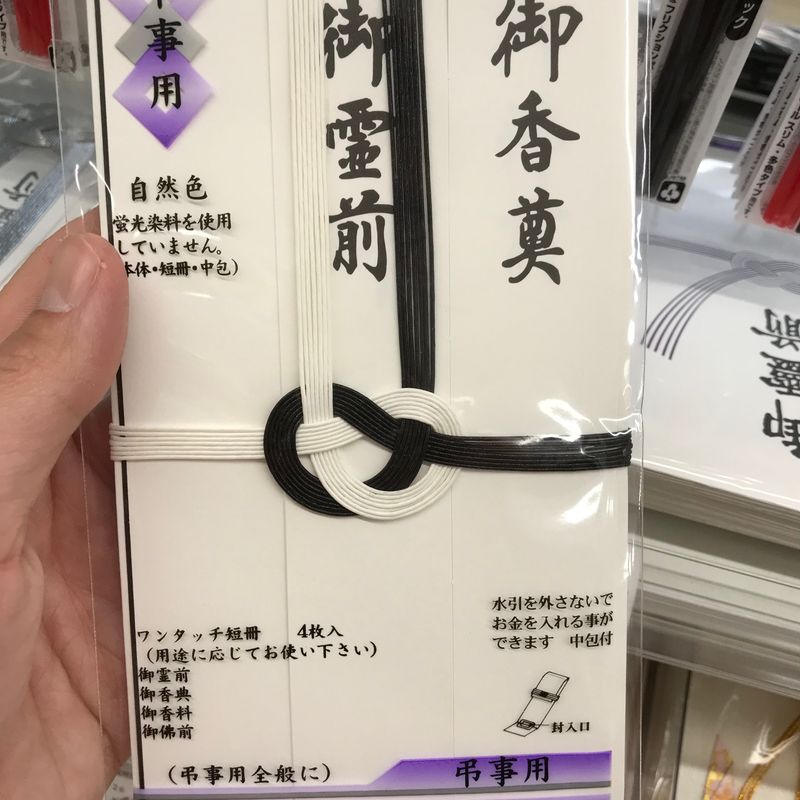 弔事用
自然色
蛍光染料を使用
していません。
(本体・短冊・中包)
御霊前
御香奠
ワンタッチ短冊 4枚入
(用途に応じてお使い下さい)
御霊前
御香典
御香料
御佛前
水引を外さないで
お金を入れる事が
できます 中包付
封入口
(弔事用全般に)
弔事用
御霊前